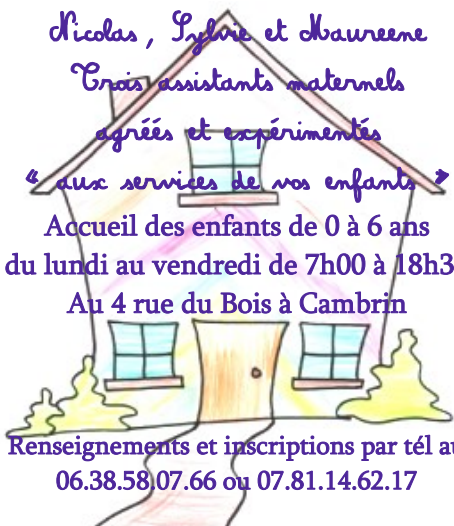 Nicolas, Sylvie et Maureene
Trois assistants maternels
agréés et expérimentés
“ aux services de vos enfants ”
Accueil des enfants de 0 à 6 ans
du lundi au vendredi de 7h00 à 18h3
Au 4 rue du Bois à Cambrin
Renseignements et inscriptions par tél au
06.38.58.07.66 ou 07.81.14.62.17